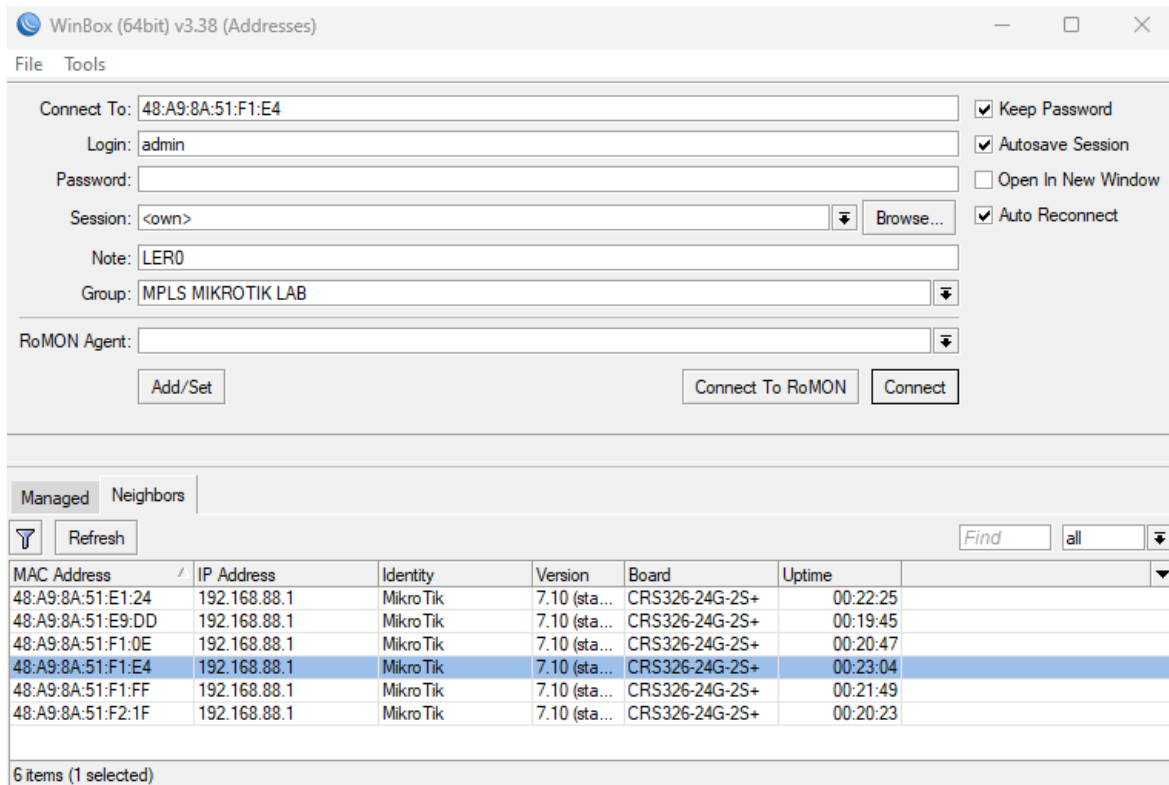 WinBox (64bit) v3.38 (Addresses)
File Tools
Connect To: 48:A9:8A:51:F1:E4 Keep Password
Login: admin Autosave Session
Password: Open In New Window
Session: <own> Browse... Auto Reconnect
Note: LER0
Group: MPLS MIKROTIK LAB
RoMON Agent:
Add/Set Connect To RoMON Connect
Managed Neighbors
Refresh Find all
MAC Address IP Address Identity Version Board Uptime
48:A9:8A:51:E1:24 192.168.88.1 MikroTik 7.10 (sta... CRS326-24G-2S+ 00:22:25
48:A9:8A:51:E9:DD 192.168.88.1 MikroTik 7.10 (sta... CRS326-24G-2S+ 00:19:45
48:A9:8A:51:F1:0E 192.168.88.1 MikroTik 7.10 (sta... CRS326-24G-2S+ 00:20:47
48:A9:8A:51:F1:E4 192.168.88.1 MikroTik 7.10 (sta... CRS326-24G-2S+ 00:23:04
48:A9:8A:51:F1:FF 192.168.88.1 MikroTik 7.10 (sta... CRS326-24G-2S+ 00:21:49
48:A9:8A:51:F2:1F 192.168.88.1 MikroTik 7.10 (sta... CRS326-24G-2S+ 00:20:23
6 items (1 selected)